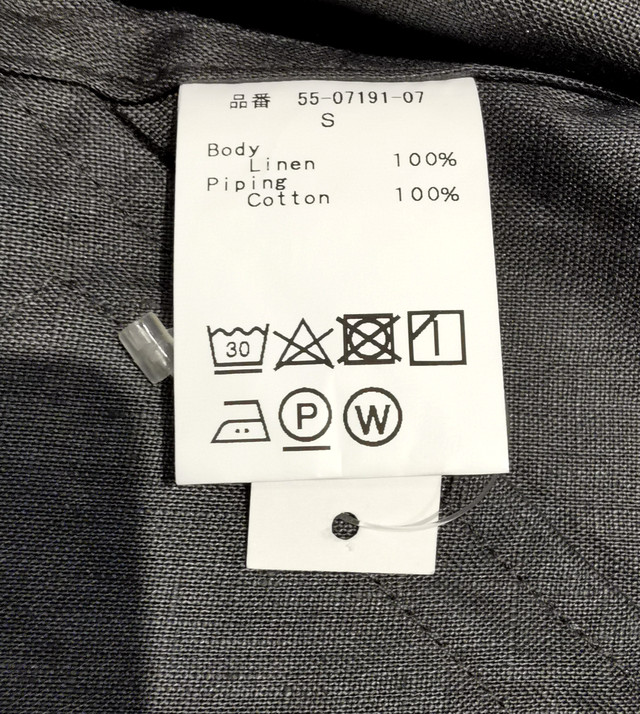 品番 55-07191-07
S
Body
Linen 100%
Piping
Cotton 100%
30
P W